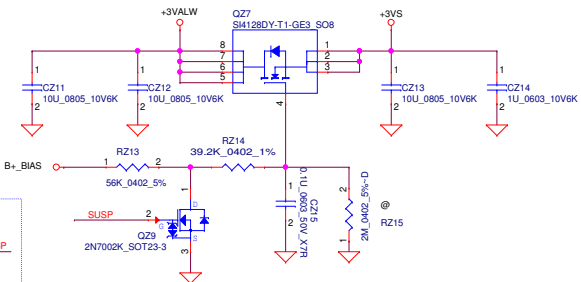 +3VALW
QZ7
SI4128DY-T1-GE3_SO8
+3VS
8
7
6
5
1
2
3
4
1
CZ11
2
10U_0805_10V6K
1
CZ12
2
10U_0805_10V6K
1
CZ13
2
10U_0805_10V6K
1
CZ14
2
1U_0603_10V6K
B+_BIAS
1
RZ13
2
56K_0402_5%
RZ14
39.2K_0402_1%
SUSP
2
G
1
D
S
3
QZ9
2N7002K_SOT23-3
1
2
CZ15
0.1U_0603_50V_X7R
2
1
2M_0402_5%~D
@
RZ15
P